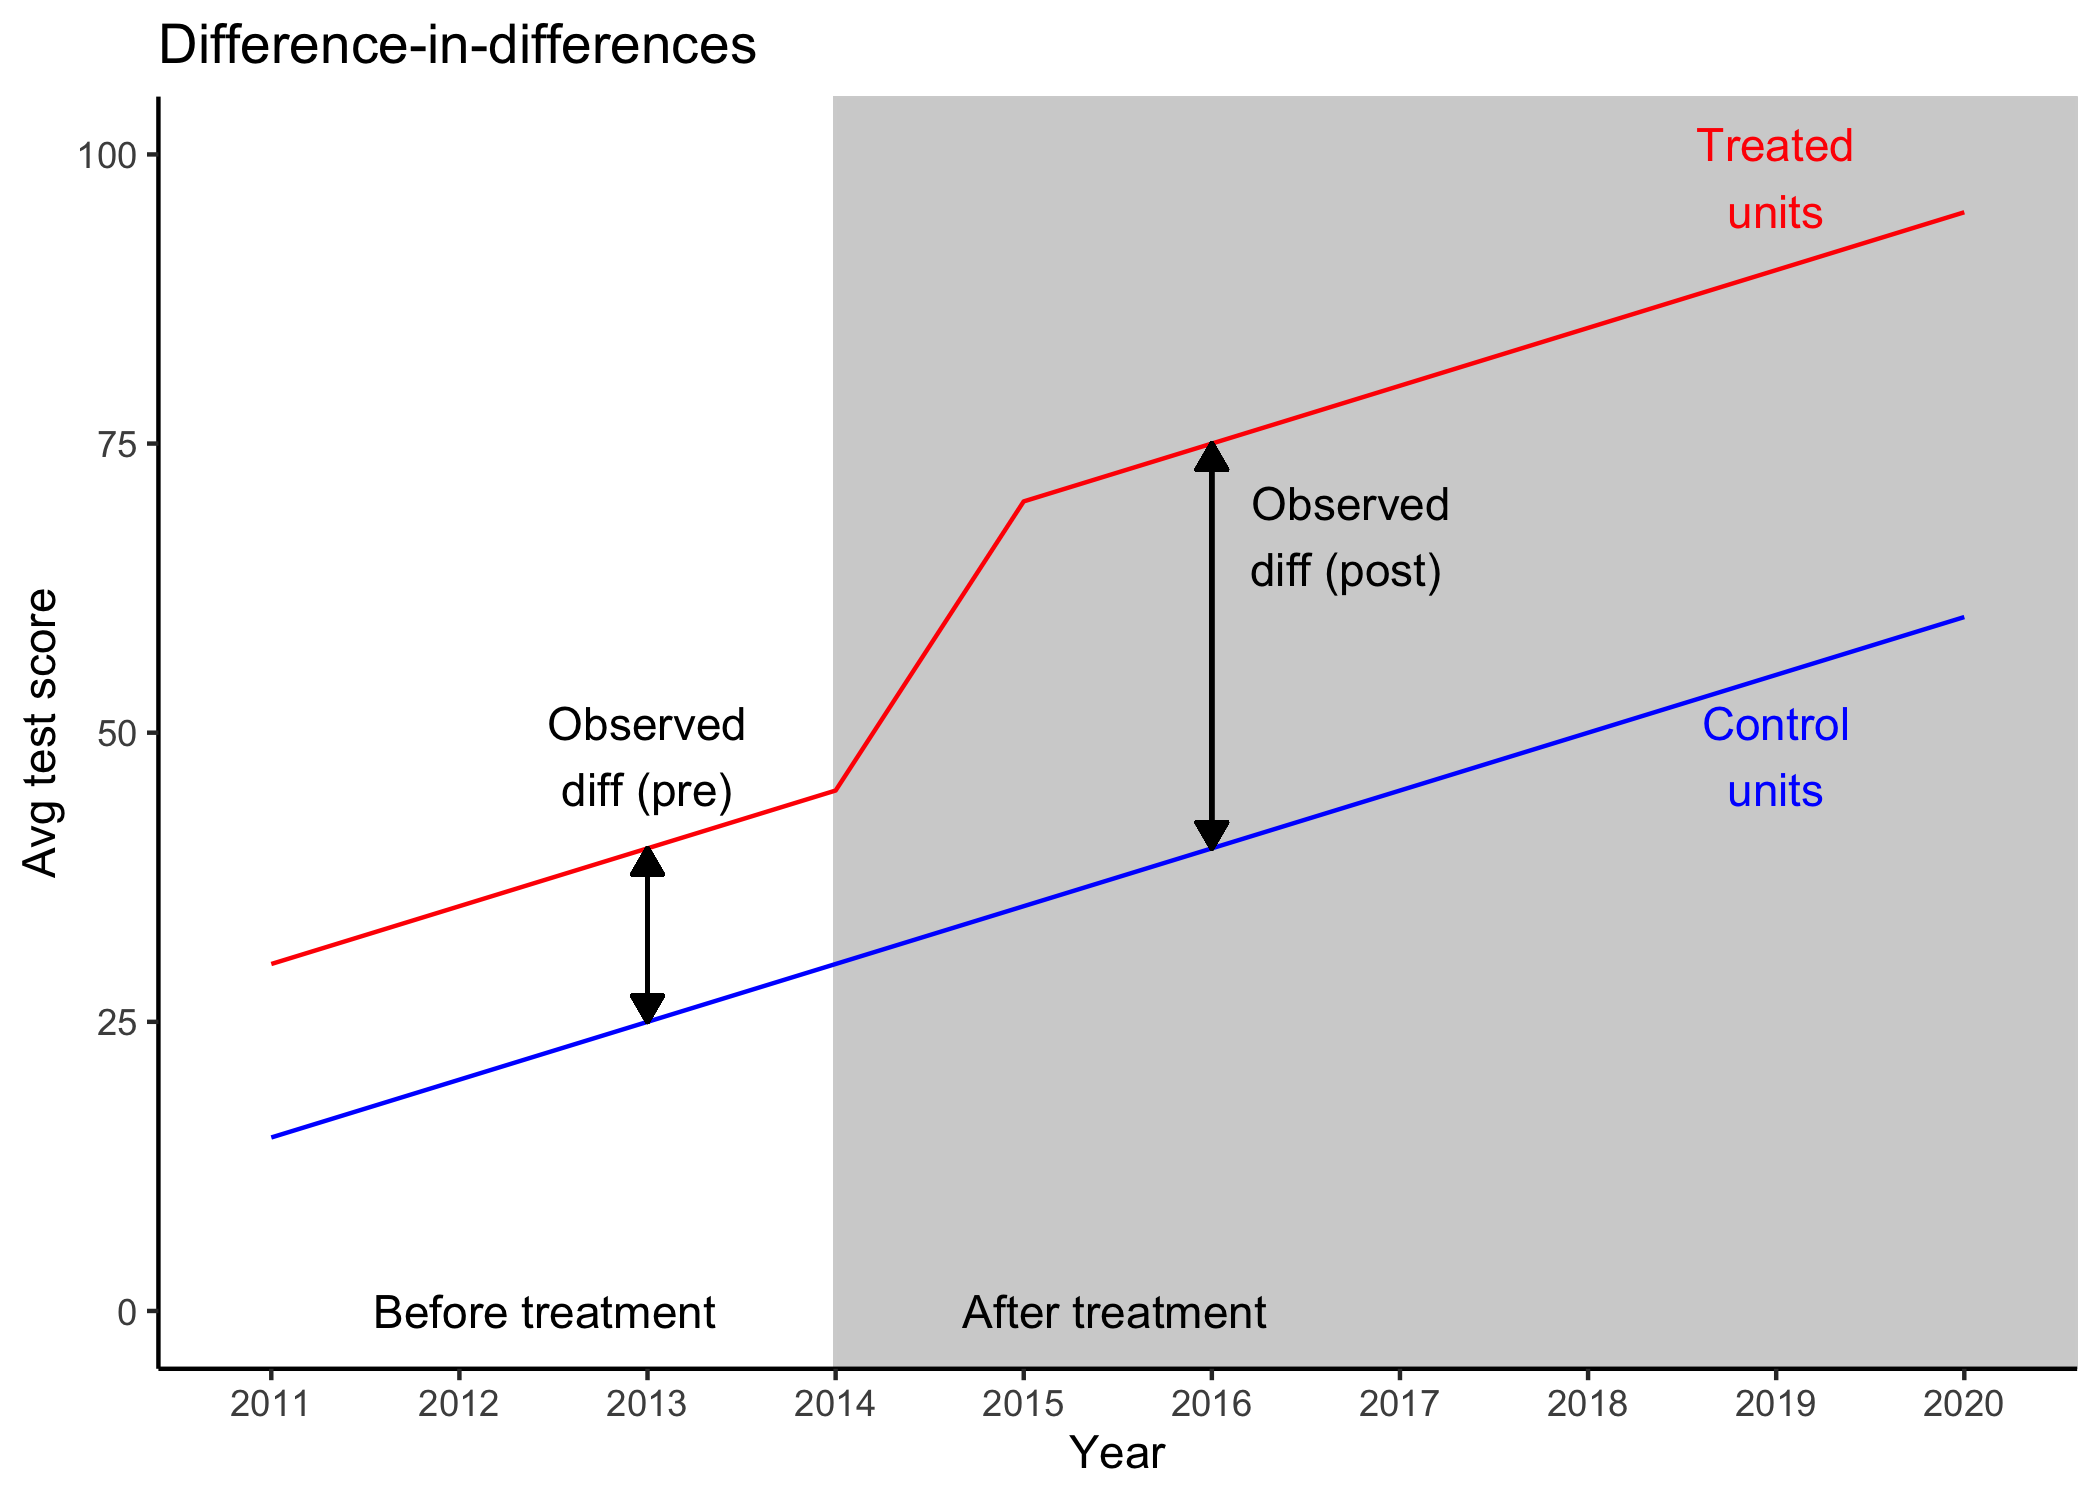 Difference-in-differences
100
75
50
25
0
Avg test score
Treated
units
Observed
diff (post)
Observed
diff (pre)
Control
units
Before treatment
After treatment
2011 2012 2013 2014 2015 2016 2017 2018 2019 2020
Year